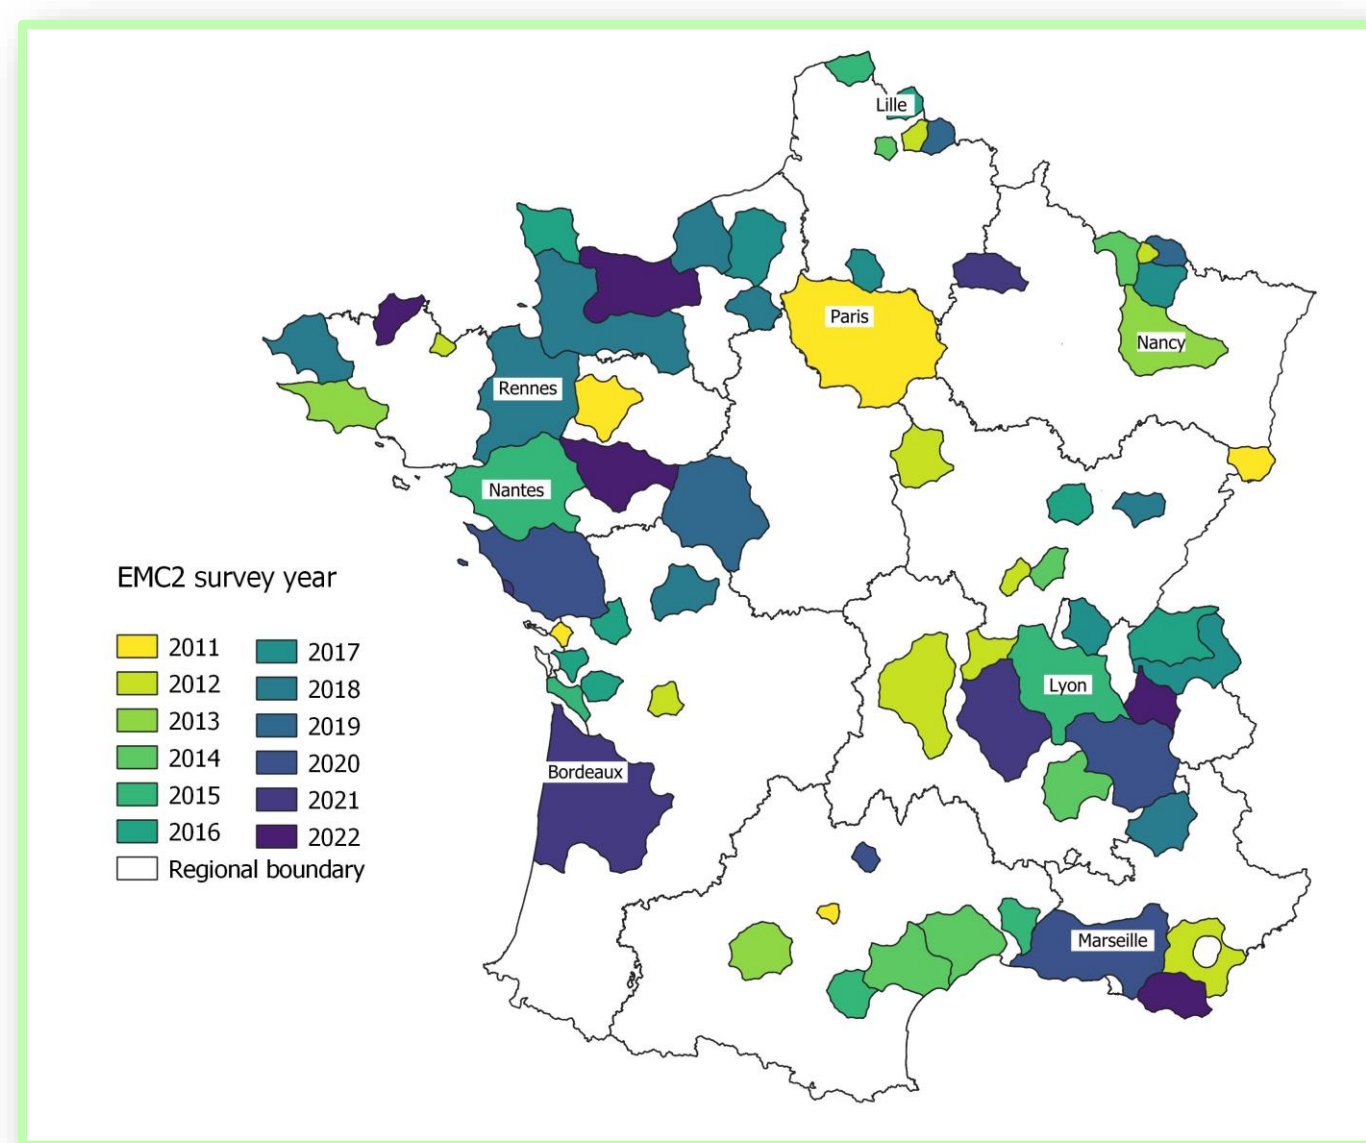 Lille
Paris
Nancy
Rennes
Nantes
Lyon
Bordeaux
Marseille
EMC2 survey year
2011
2012
2013
2014
2015
2016
2017
2018
2019
2020
2021
2022
Regional boundary